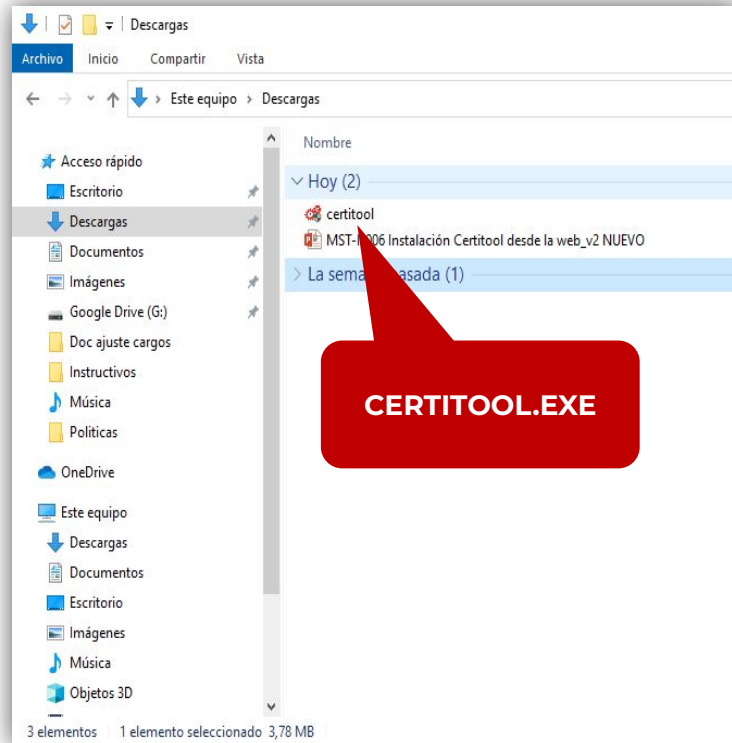 Descargas
Archivo Inicio Compartir Vista
Este equipo > Descargas
Nombre
Acceso rápido
Escritorio
Descargas
Documentos
Imágenes
Google Drive (G:)
Doc ajuste cargos
Instructivos
Música
Politicas
OneDrive
Este equipo
Descargas
Documentos
Escritorio
Imágenes
Música
Objetos 3D
Hoy (2)
certitool
006 Instalación Certitool desde la web_v2 NUEVO
La (1)
CERTITOOL.EXE
3 elementos 1 elemento seleccionado 3,78 MB